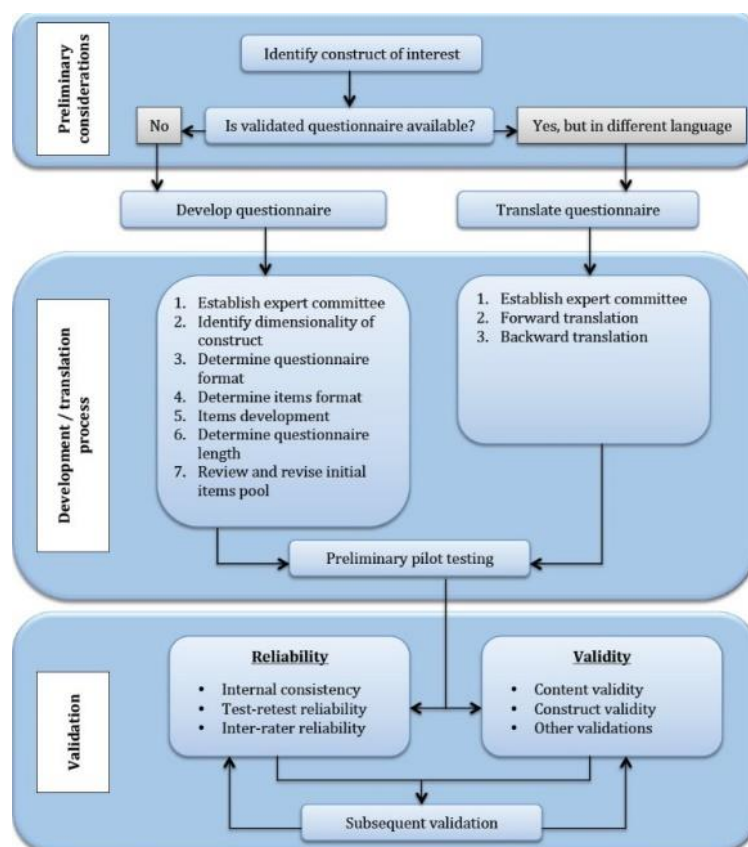 Preliminary
considerations
Identify construct of interest
No
Is validated questionnaire available?
Yes, but in different language
Develop questionnaire
Translate questionnaire
Development / translation
process
1. Establish expert committee
2. Identify dimensionality of
construct
3. Determine questionnaire
format
4. Determine items format
5. Items development
6. Determine questionnaire
length
7. Review and revise initial
items pool
1. Establish expert committee
2. Forward translation
3. Backward translation
Preliminary pilot testing
Validation
Reliability
• Internal consistency
• Test-retest reliability
• Inter-rater reliability
Validity
• Content validity
• Construct validity
• Other validations
Subsequent validation